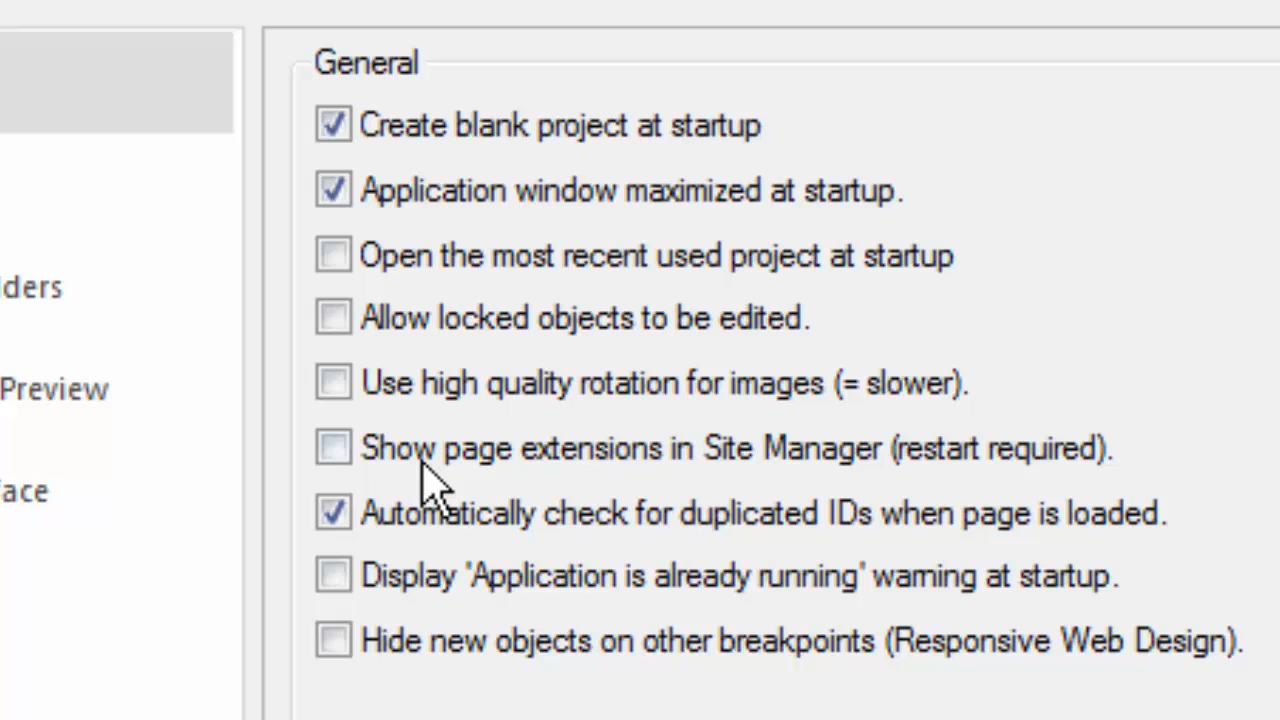 General
Create blank project at startup
Application window maximized at startup.
Open the most recent used project at startup
lders
Allow locked objects to be edited.
Use high quality rotation for images (= slower).
Preview
Show page extensions in Site Manager (restart required).
face
Automatically check for duplicated IDs when page is loaded.
Display 'Application is already running' warning at startup.
Hide new objects on other breakpoints (Responsive Web Design).